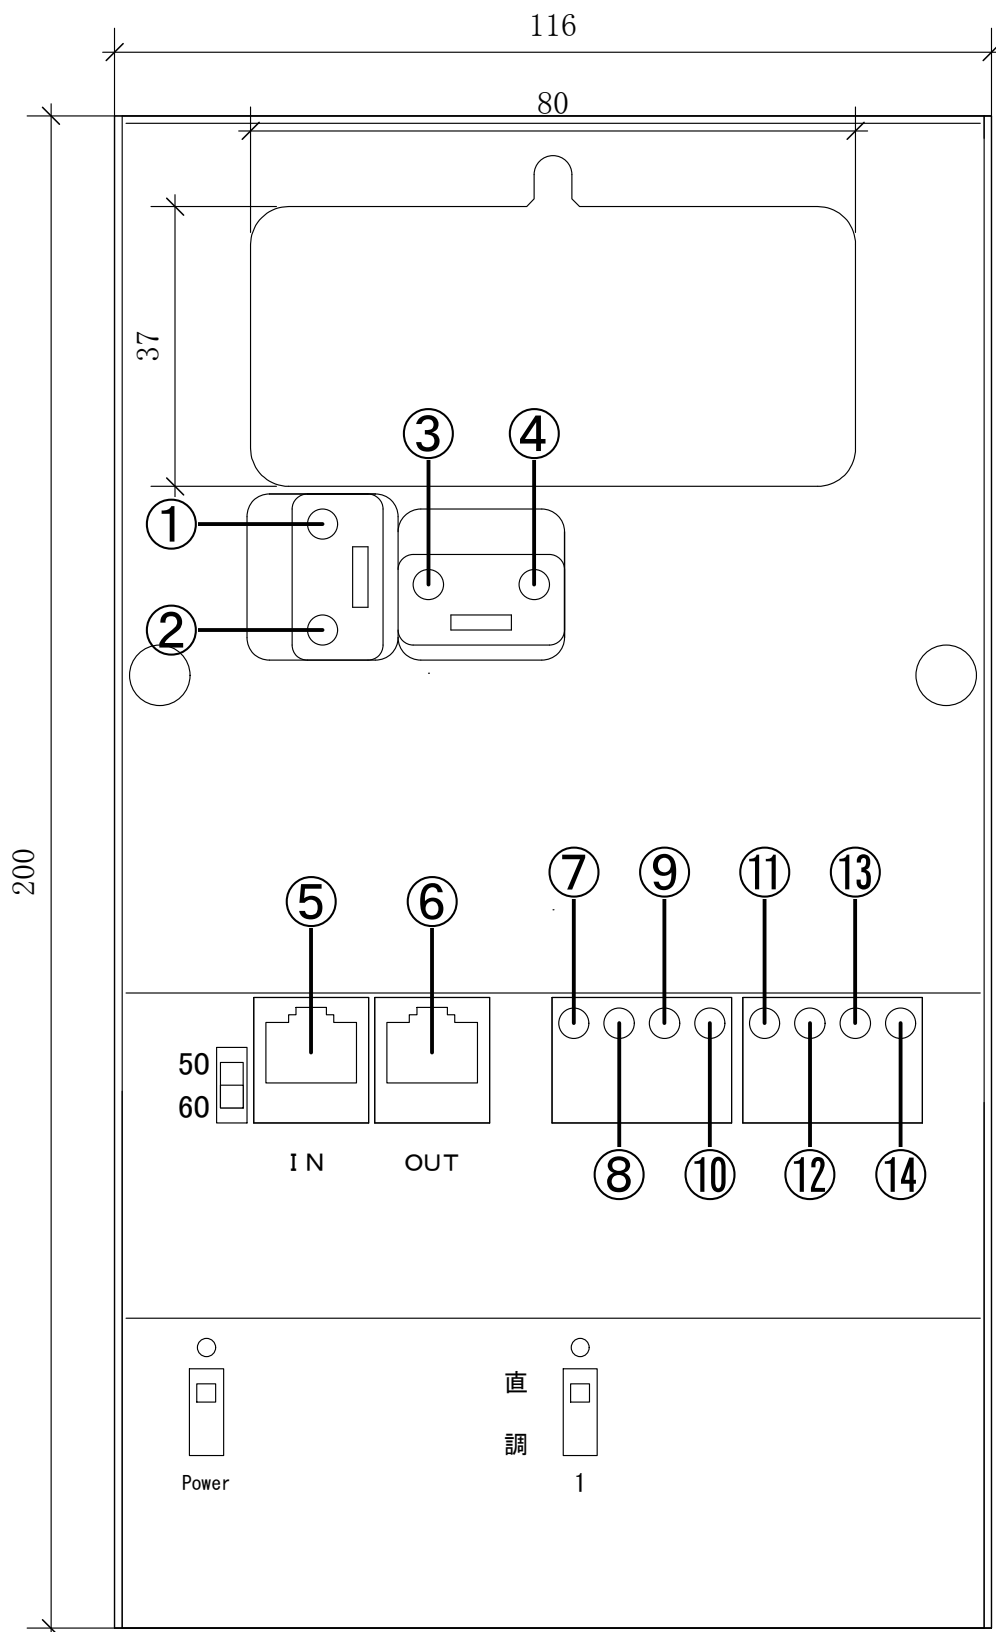 116
80
37
③ ④
①
②
200
⑦ ⑨ ⑪ ⑬
⑤ ⑥
50
60
IN OUT
⑧ ⑩ ⑫ ⑭
直
調
Power 1